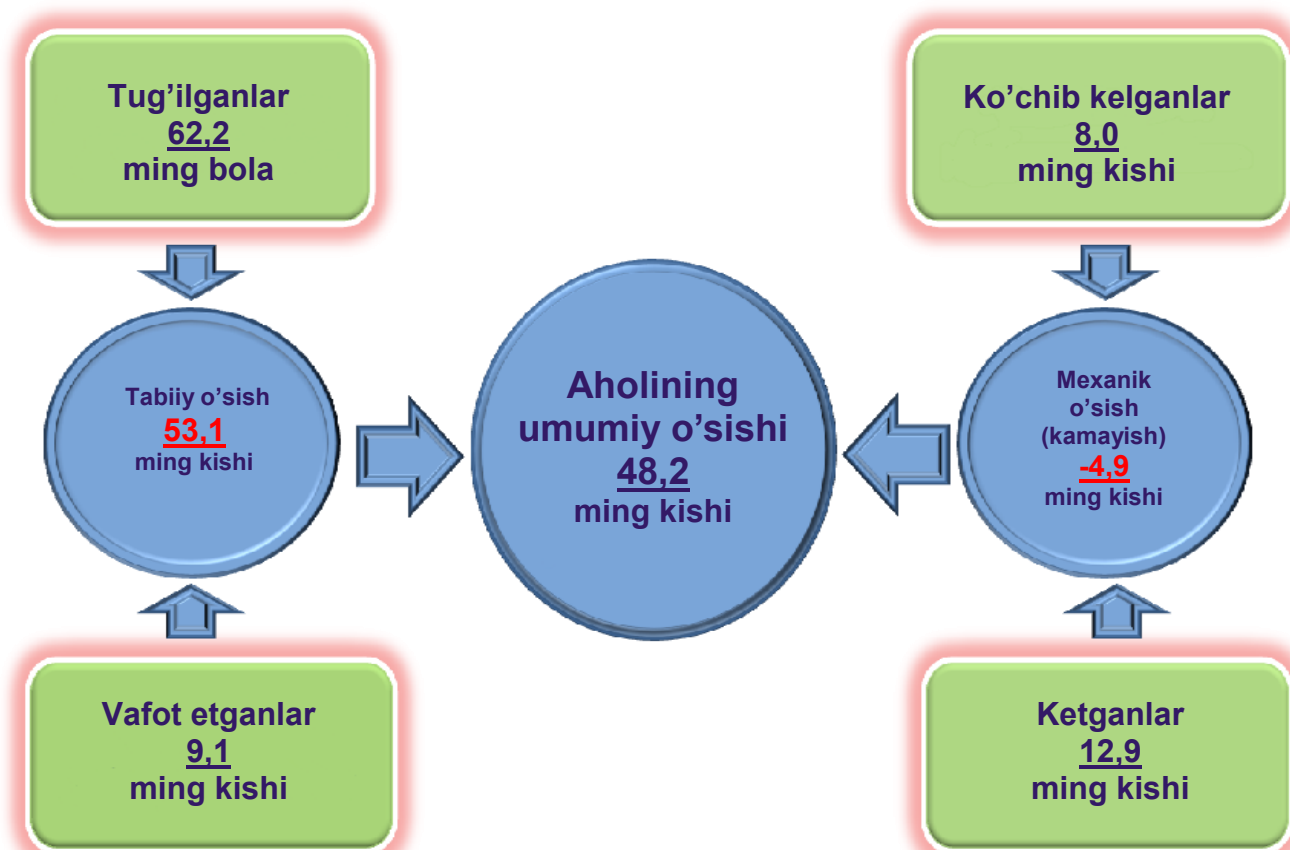 Tug’ilganlar
62,2
ming bola
Ko’chib kelganlar
8,0
ming kishi
Tabiiy o’sish
53,1
ming kishi
Aholining
umumiy o’sishi
48,2
ming kishi
Mexanik
o’sish
(kamayish)
-4,9
ming kishi
Vafot etganlar
9,1
ming kishi
Ketganlar
12,9
ming kishi